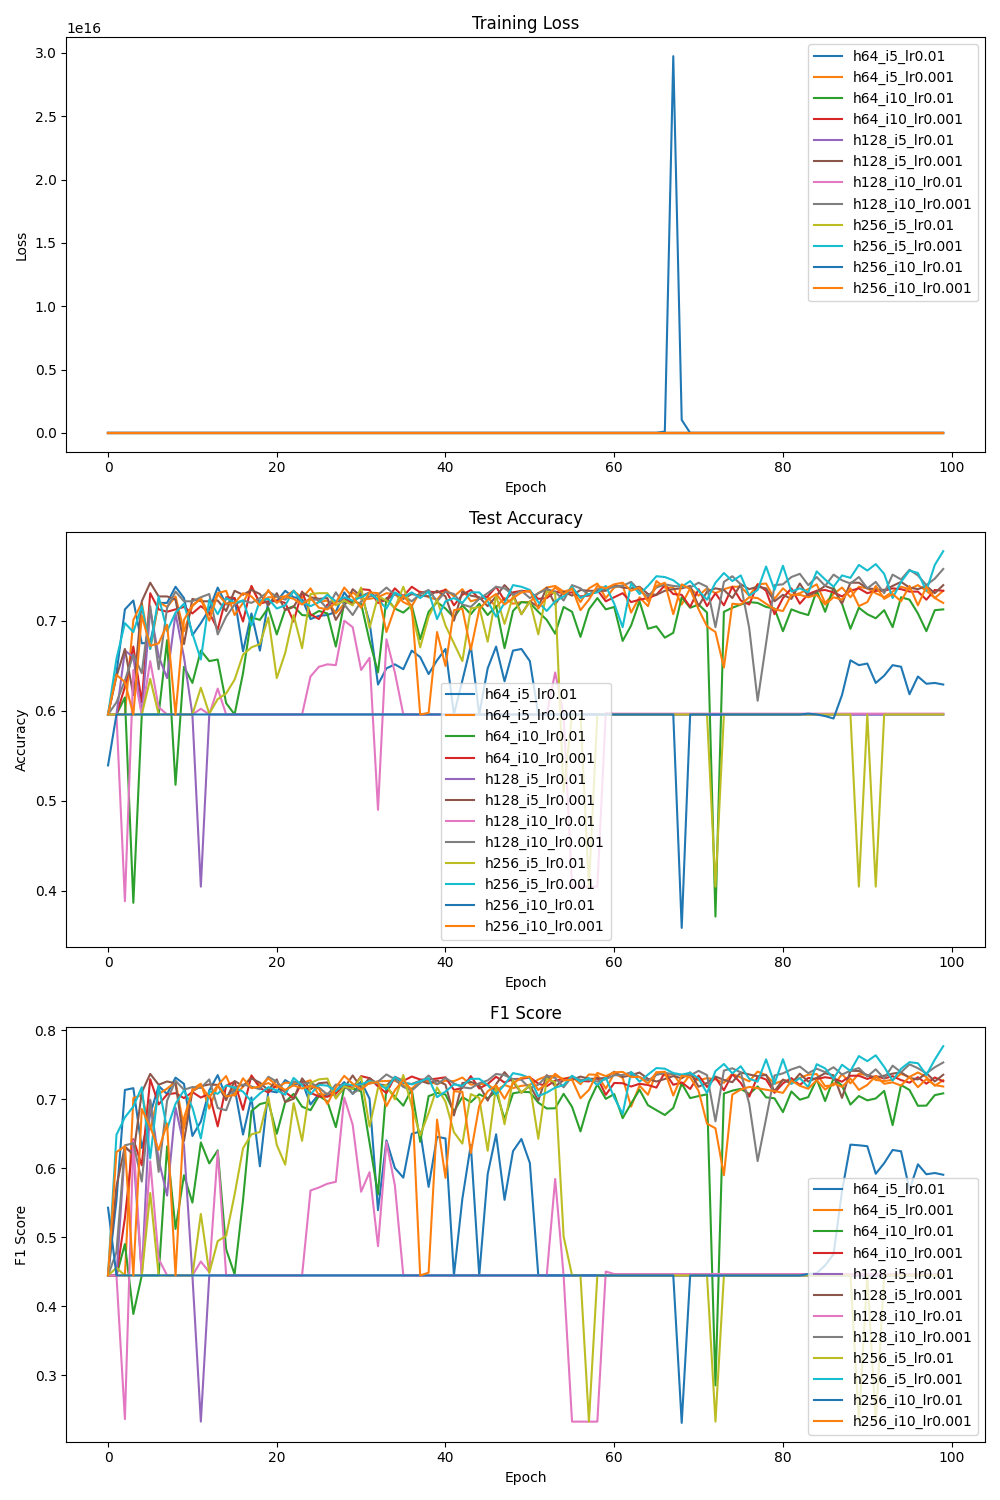 Training Loss
1e16
3.0
2.5
2.0
1.5
1.0
0.5
0.0
Loss
0 20 40 60 80 100
Epoch
h64_i5_lr0.01
h64_i5_lr0.001
h64_i10_lr0.01
h64_i10_lr0.001
h128_i5_lr0.01
h128_i5_lr0.001
h128_i10_lr0.01
h128_i10_lr0.001
h256_i5_lr0.01
h256_i5_lr0.001
h256_i10_lr0.01
h256_i10_lr0.001
Test Accuracy
0.7
0.6
0.5
0.4
Accuracy
0 20 40 60 80 100
Epoch
h64_i5_lr0.01
h64_i5_lr0.001
h64_i10_lr0.01
h64_i10_lr0.001
h128_i5_lr0.01
h128_i5_lr0.001
h128_i10_lr0.01
h128_i10_lr0.001
h256_i5_lr0.01
h256_i5_lr0.001
h256_i10_lr0.01
h256_i10_lr0.001
F1 Score
0.8
0.7
0.6
0.5
0.4
0.3
F1 Score
0 20 40 60 80 100
Epoch
h64_i5_lr0.01
h64_i5_lr0.001
h64_i10_lr0.01
h64_i10_lr0.001
h128_i5_lr0.01
h128_i5_lr0.001
h128_i10_lr0.01
h128_i10_lr0.001
h256_i5_lr0.01
h256_i5_lr0.001
h256_i10_lr0.01
h256_i10_lr0.001